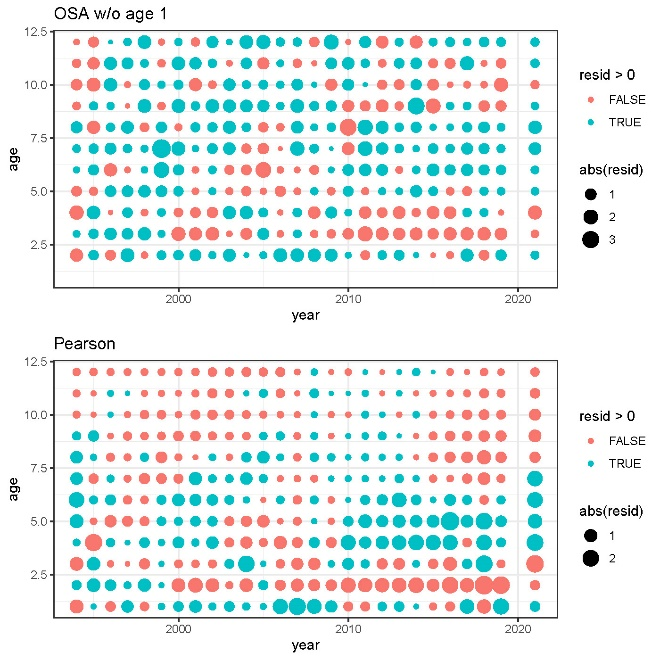 OSA w/o age 1
12.5
10.0
7.5
5.0
2.5
age
2000
2010
2020
year
resid > 0
FALSE
TRUE
abs(resid)
1
2
3
Pearson
12.5
10.0
7.5
5.0
2.5
age
2000
2010
2020
year
resid > 0
FALSE
TRUE
abs(resid)
1
2